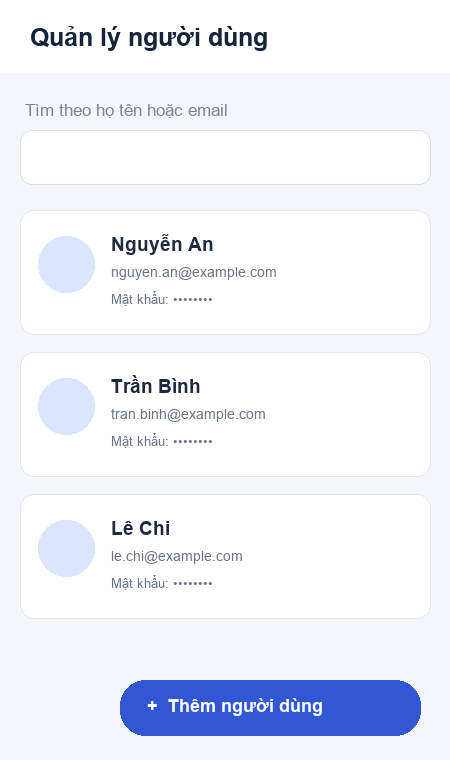 Quản lý người dùng
Tìm theo họ tên hoặc email
Nguyễn An
nguyen.an@example.com
Mật khẩu: ••••••••
Trần Bình
tran.binh@example.com
Mật khẩu: ••••••••
Lê Chi
le.chi@example.com
Mật khẩu: ••••••••
+ Thêm người dùng